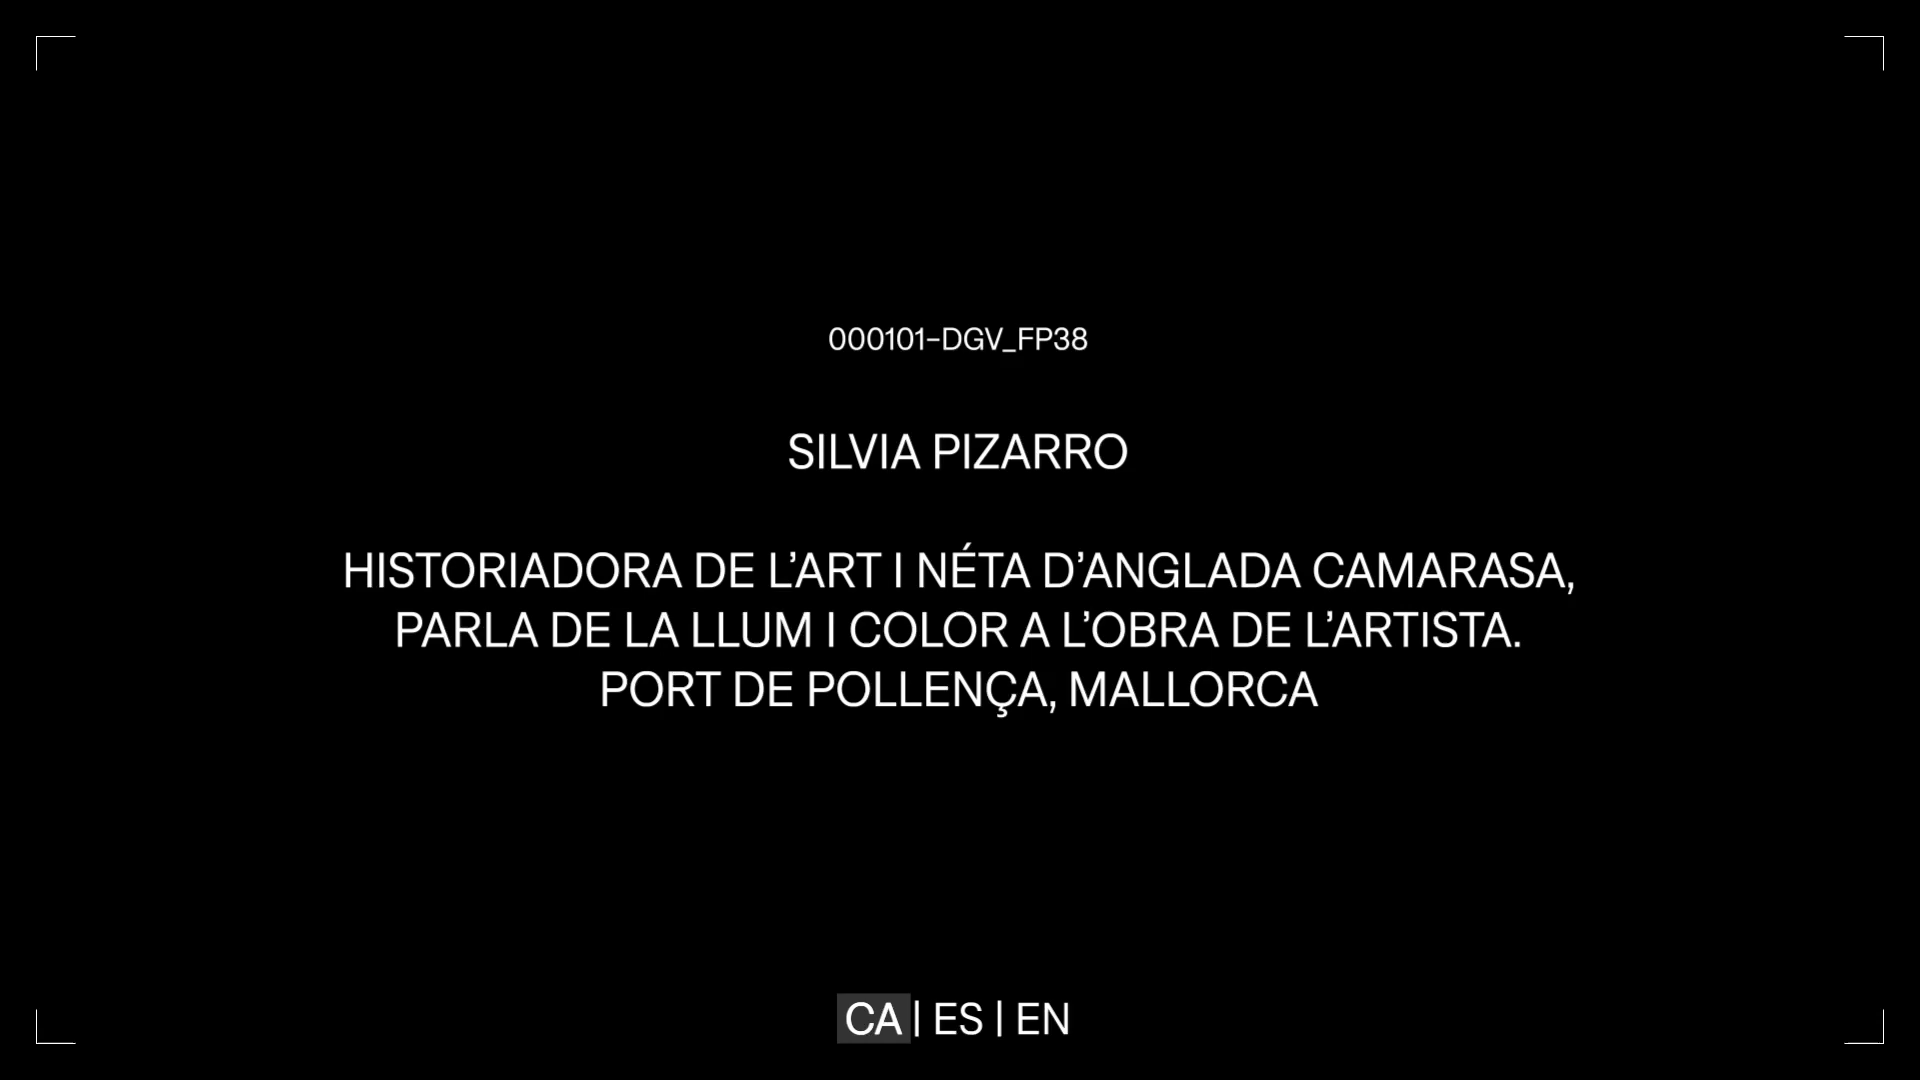 000101-DGV_FP38
SILVIA PIZARRO
HISTORIADORA DE L’ART I NÉTA D’ANGLADA CAMARASA,
PARLA DE LA LLUM I COLOR A L’OBRA DE L’ARTISTA.
PORT DE POLLENÇA, MALLORCA
CA | ES | EN